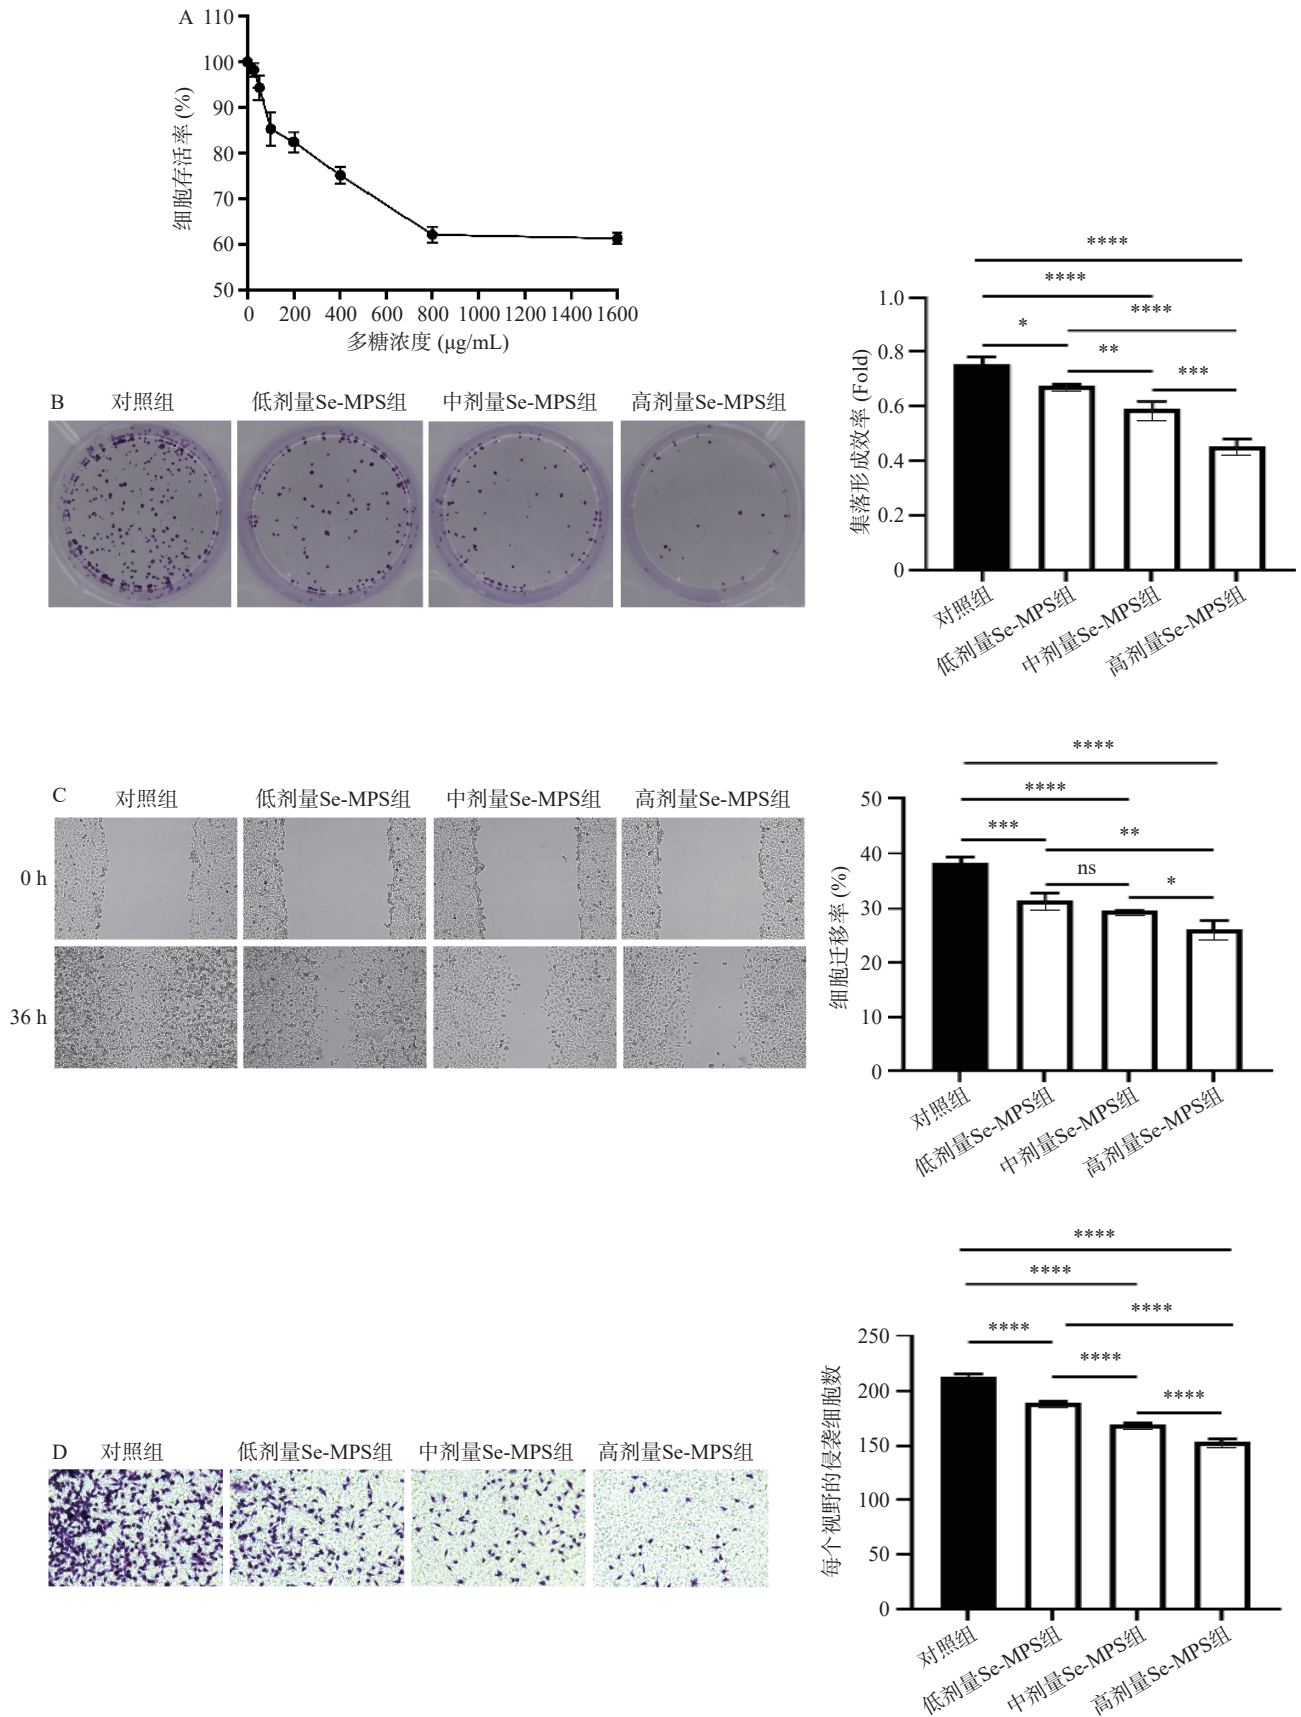 A
110
100
90
80
70
60
50
细胞存活率 (%)
0 200 400 600 800 1000 1200 1400 1600
多糖浓度 (μg/mL)
B
对照组 低剂量Se-MPS组 中剂量Se-MPS组 高剂量Se-MPS组
****
****
****
*
**
***
1.0
0.8
0.6
0.4
0.2
0
集落形成效率 (Fold)
对照组
低剂量Se-MPS组
中剂量Se-MPS组
高剂量Se-MPS组
C
对照组 低剂量Se-MPS组 中剂量Se-MPS组 高剂量Se-MPS组
0 h
36 h
****
****
***
**
ns
*
50
40
30
20
10
0
细胞迁移率 (%)
对照组
低剂量Se-MPS组
中剂量Se-MPS组
高剂量Se-MPS组
D
对照组 低剂量Se-MPS组 中剂量Se-MPS组 高剂量Se-MPS组
****
****
****
****
****
****
250
200
150
100
50
0
每个视野的侵袭细胞数
对照组
低剂量Se-MPS组
中剂量Se-MPS组
高剂量Se-MPS组